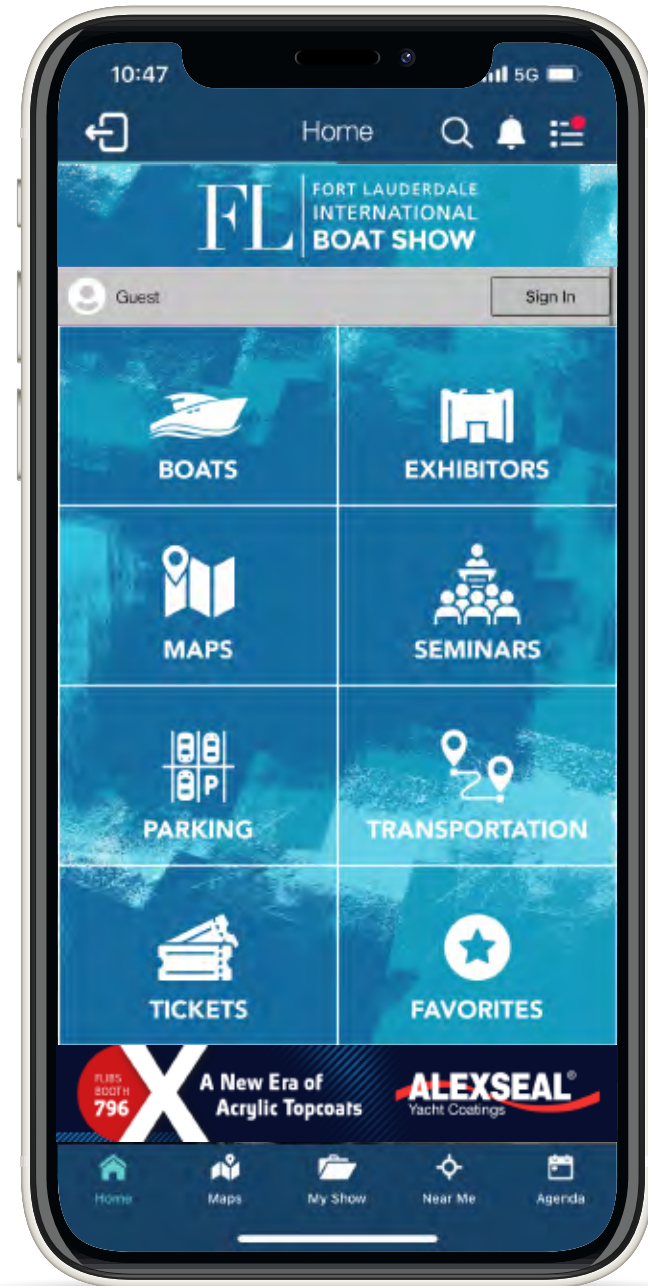 10:47
5G
Home
FL
FORT LAUDERDALE
INTERNATIONAL
BOAT SHOW
Guest
Sign In
BOATS
EXHIBITORS
MAPS
SEMINARS
P
PARKING
TRANSPORTATION
TICKETS
FAVORITES
FLIBS
BOOTH
796
X
A New Era of
Acrylic Topcoats
ALEXSEAL®
Yacht Coatings
Home
Maps
My Show
Near Me
Agenda